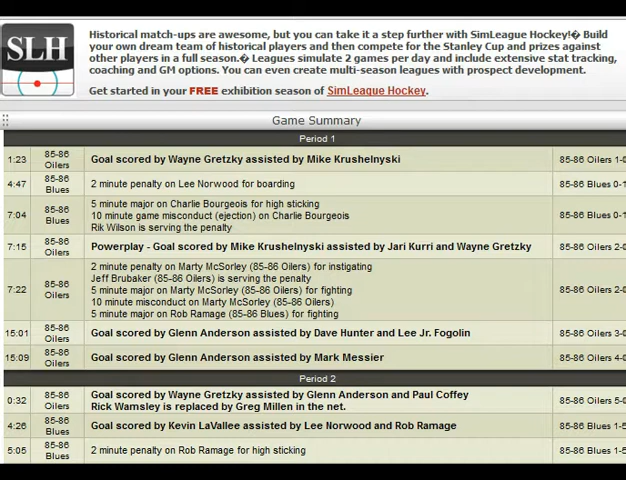 SLH
Historical match-ups are awesome, but you can take it a step further with SimLeague Hockey!� Build
your own dream team of historical players and then compete for the Stanley Cup and prizes against
other players in a full season.� Leagues simulate 2 games per day and include extensive stat tracking,
coaching and GM options. You can even create multi-season leagues with prospect development.
Get started in your FREE exhibition season of SimLeague Hockey.
Game Summary
Period 1
1:23 85-86 Oilers Goal scored by Wayne Gretzky assisted by Mike Krushelnyski 85-86 Oilers 1-
4:47 85-86 Blues 2 minute penalty on Lee Norwood for boarding 85-86 Blues 0-1
7:04 85-86 Blues 5 minute major on Charlie Bourgeois for high sticking
10 minute game misconduct (ejection) on Charlie Bourgeois
Rik Wilson is serving the penalty 85-86 Blues 0-1
7:15 85-86 Oilers Powerplay - Goal scored by Mike Krushelnyski assisted by Jari Kurri and Wayne Gretzky 85-86 Oilers 2-
7:22 85-86 Oilers 2 minute penalty on Marty McSorley (85-86 Oilers) for instigating
Jeff Brubaker (85-86 Oilers) is serving the penalty
5 minute major on Marty McSorley (85-86 Oilers) for fighting
10 minute misconduct on Marty McSorley (85-86 Oilers)
5 minute major on Rob Ramage (85-86 Blues) for fighting 85-86 Oilers 2-
15:01 85-86 Oilers Goal scored by Glenn Anderson assisted by Dave Hunter and Lee Jr. Fogolin 85-86 Oilers 3-
15:09 85-86 Oilers Goal scored by Glenn Anderson assisted by Mark Messier 85-86 Oilers 4-
Period 2
0:32 85-86 Oilers Goal scored by Wayne Gretzky assisted by Glenn Anderson and Paul Coffey
Rick Wamsley is replaced by Greg Millen in the net. 85-86 Oilers 5-
4:26 85-86 Blues Goal scored by Kevin LaVallee assisted by Lee Norwood and Rob Ramage 85-86 Blues 1-5
5:05 85-86 Blues 2 minute penalty on Rob Ramage for high sticking 85-86 Blues 1-5